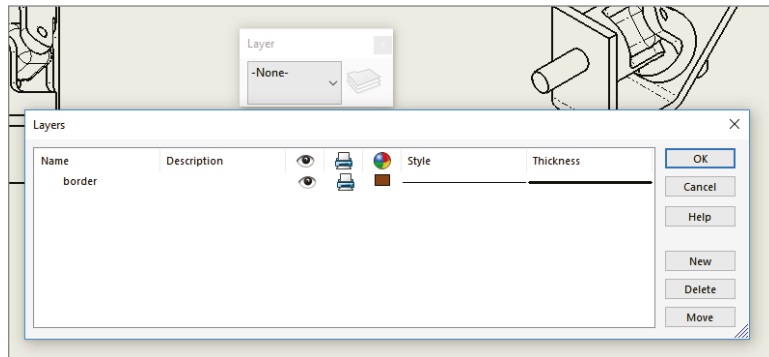 Layer
-None-
Layers
Name Description Style Thickness
border
OK
Cancel
Help
New
Delete
Move